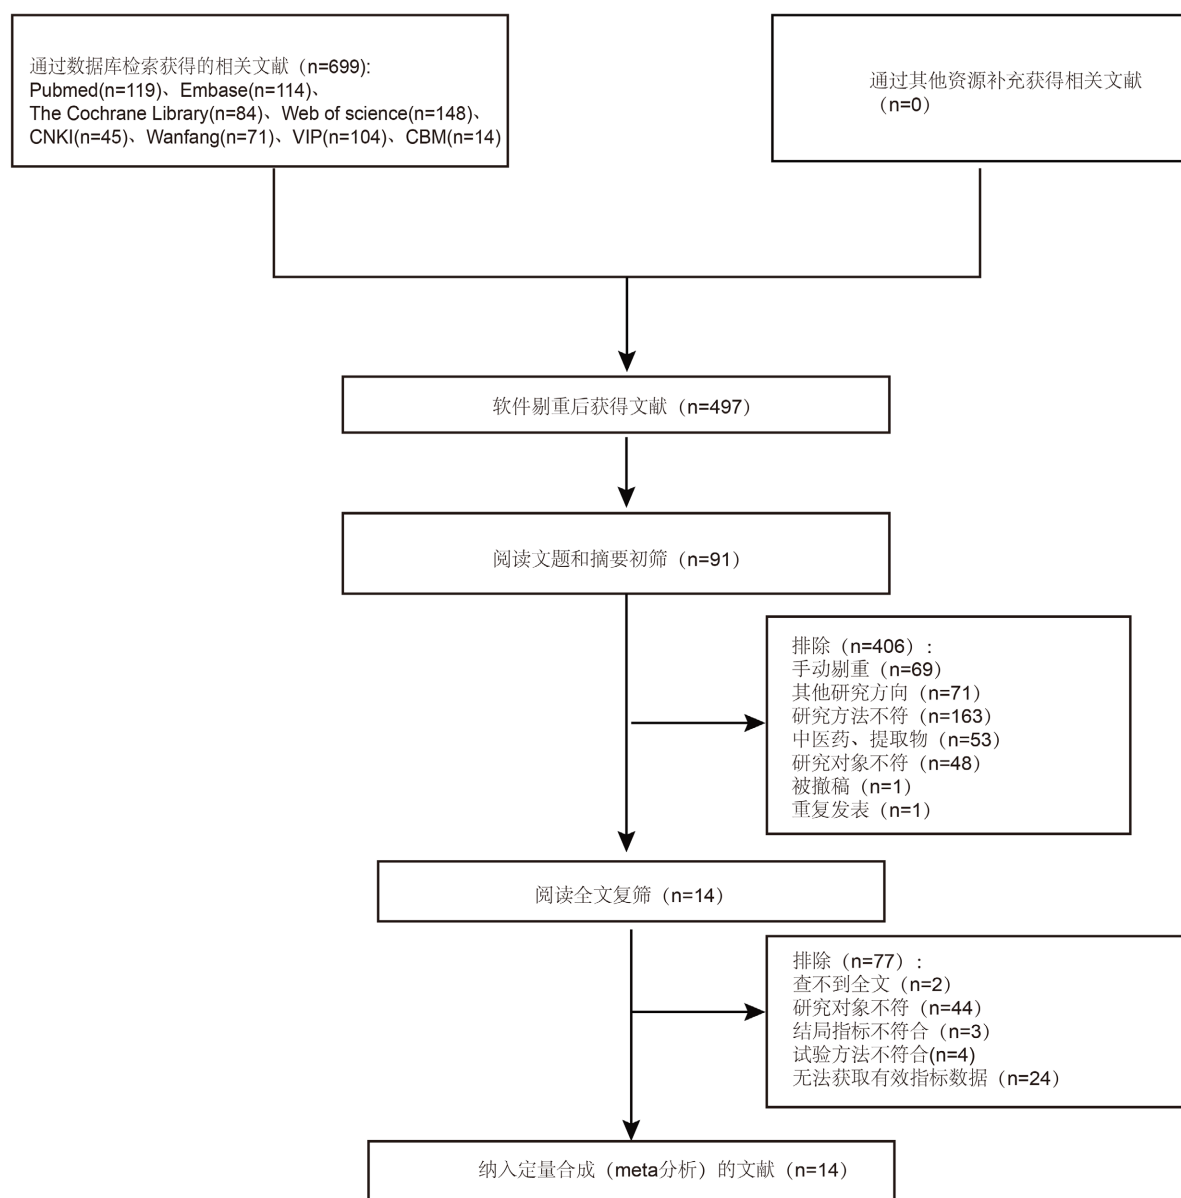 通过数据库检索获得的相关文献（n=699):
Pubmed(n=119)、Embase(n=114)、
The Cochrane Library(n=84)、Web of science(n=148)、
CNKI(n=45)、Wanfang(n=71)、VIP(n=104)、CBM(n=14)
通过其他资源补充获得相关文献
（n=0）
软件剔重后获得文献（n=497）
阅读文题和摘要初筛（n=91）
排除（n=406）:
手动剔重（n=69）
其他研究方向（n=71）
研究方法不符（n=163）
中医药、提取物（n=53）
研究对象不符（n=48）
被撤稿（n=1）
重复发表（n=1）
阅读全文复筛（n=14）
排除（n=77）:
查不到全文（n=2）
研究对象不符（n=44）
结局指标不符合（n=3）
试验方法不符合(n=4)
无法获取有效指标数据（n=24）
纳入定量合成（meta分析）的文献（n=14）